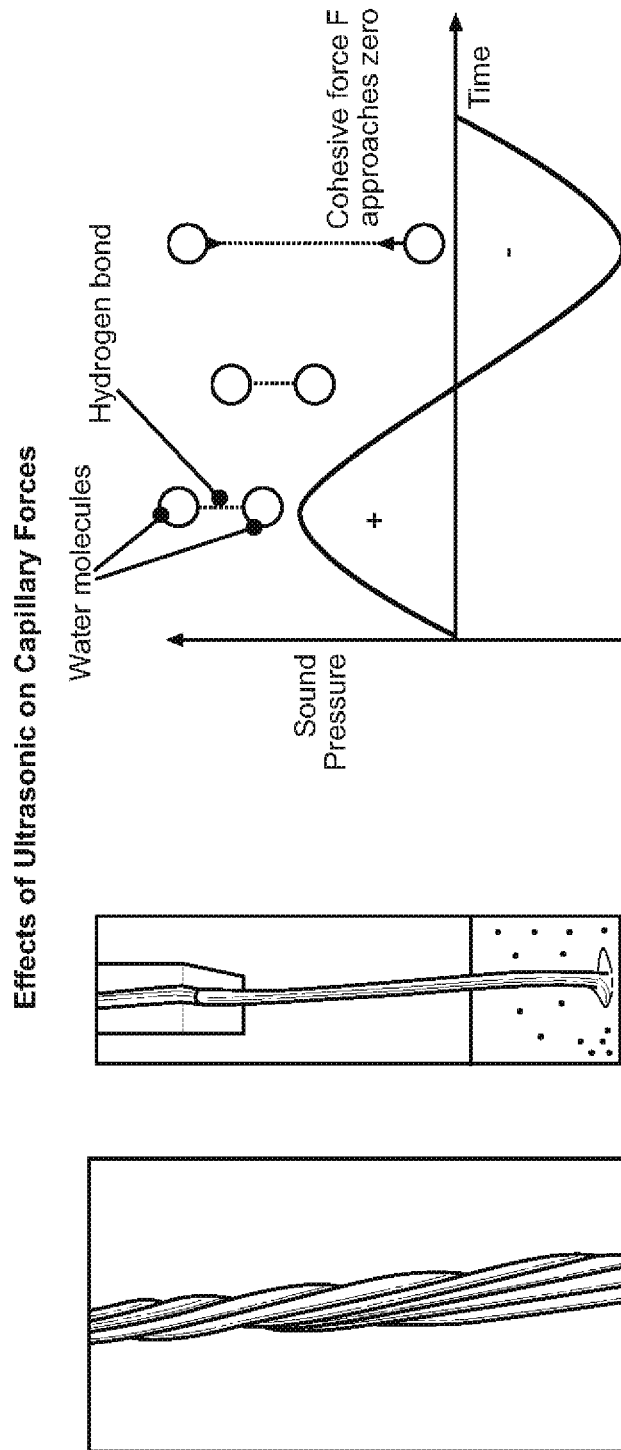 Effects of Ultrasonic on Capillary Forces
Water molecules
Hydrogen bond
Cohesive force F
approaches zero
Sound
Pressure
+
-
Time